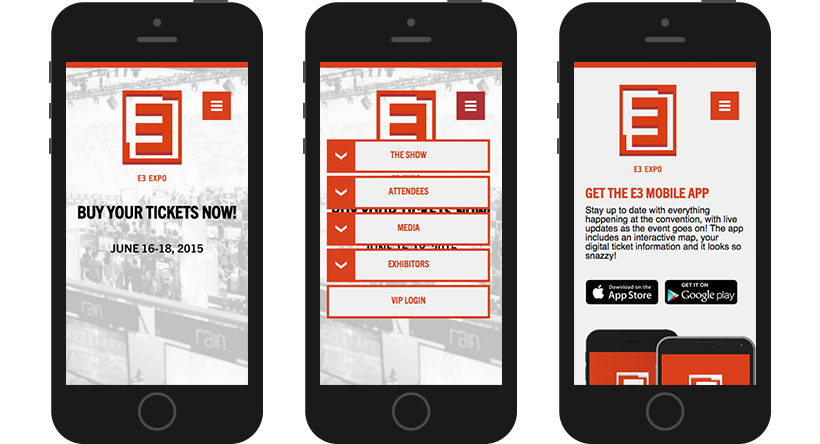 E3 EXPO
BUY YOUR TICKETS NOW!
JUNE 16-18, 2015
rain
THE SHOW
ATTENDEES
MEDIA
EXHIBITORS
VIP LOGIN
rain
E3 EXPO
GET THE E3 MOBILE APP
Stay up to date with everything
happening at the convention, with live
updates as the event goes on! The app
includes an interactive map, your
digital ticket information and it looks so
snazzy!
Download on the
App Store
GET IT ON
Google play